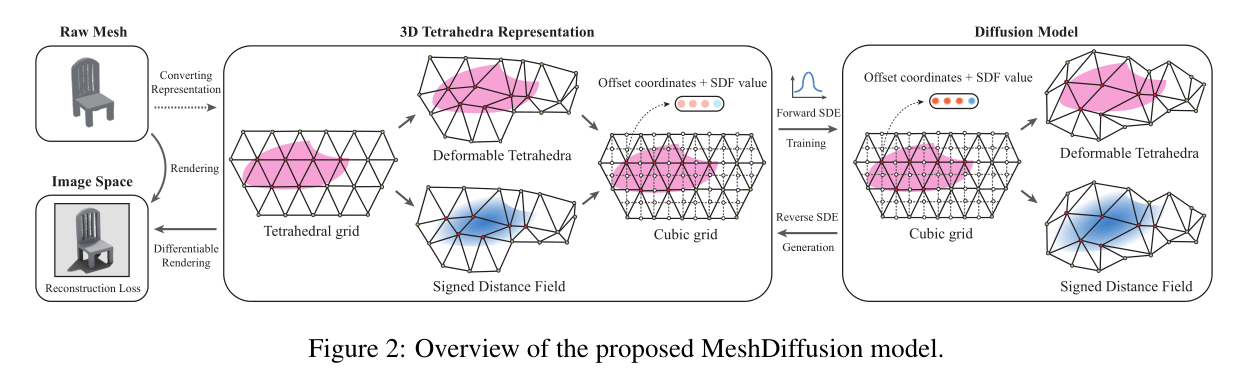 Raw Mesh
3D Tetrahedra Representation
Diffusion Model
Converting
Representation
Rendering
Image Space
Differentiable
Rendering
Reconstruction Loss
Tetrahedral grid
Deformable Tetrahedra
Signed Distance Field
Offset coordinates + SDF value
Cubic grid
Forward SDE
Training
Reverse SDE
Generation
Offset coordinates + SDF value
Cubic grid
Deformable Tetrahedra
Signed Distance Field
Figure 2: Overview of the proposed MeshDiffusion model.